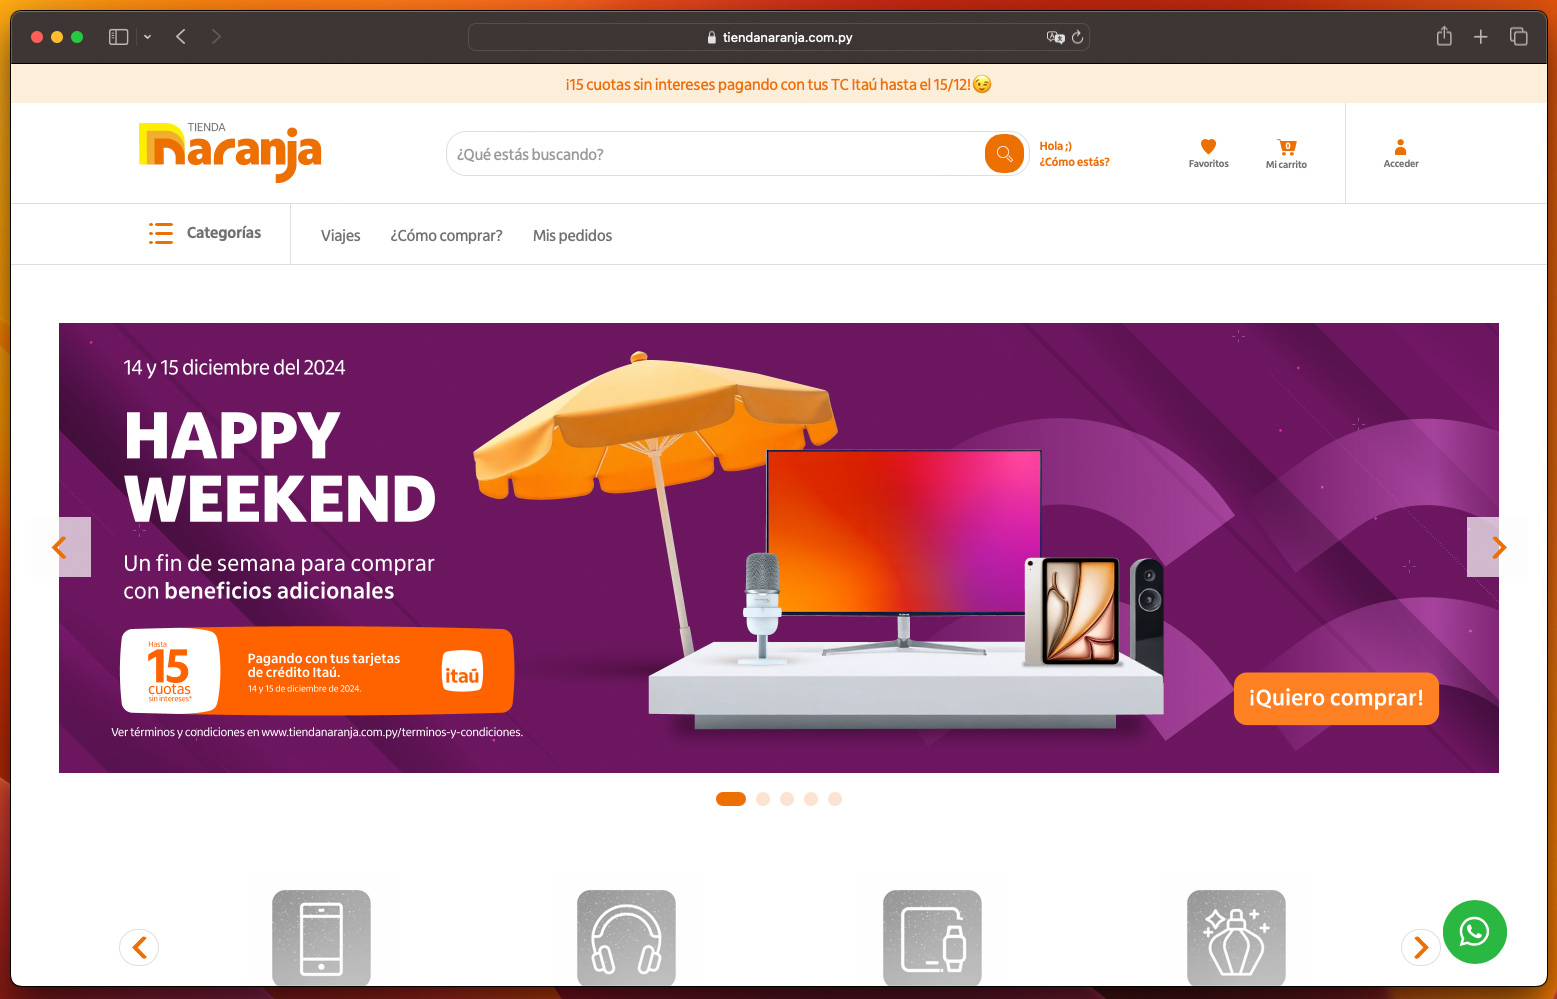 tiendanaranja.com.py
¡15 cuotas sin intereses pagando con tus TC Itaú hasta el 15/12!😉
TIENDA
naranja
¿Qué estás buscando?
Hola ;)
¿Cómo estás?
Favoritos
0
Mi carrito
Acceder
Categorías
Viajes
¿Cómo comprar?
Mis pedidos
14 y 15 diciembre del 2024
HAPPY
WEEKEND
Un fin de semana para comprar
con beneficios adicionales
Hasta
15
cuotas
sin intereses*
Pagando con tus tarjetas
de crédito Itaú.
14 y 15 de diciembre de 2024.
itaú
Ver términos y condiciones en www.tiendanaranja.com.py/terminos-y-condiciones.
¡Quiero comprar!